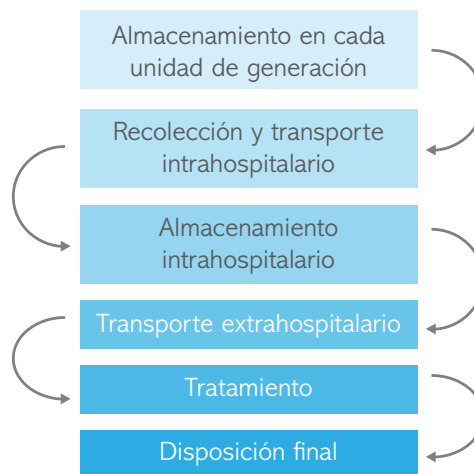 Almacenamiento en cada
unidad de generación
Recolección y transporte
intrahospitalario
Almacenamiento
intrahospitalario
Transporte extrahospitalario
Tratamiento
Disposición final